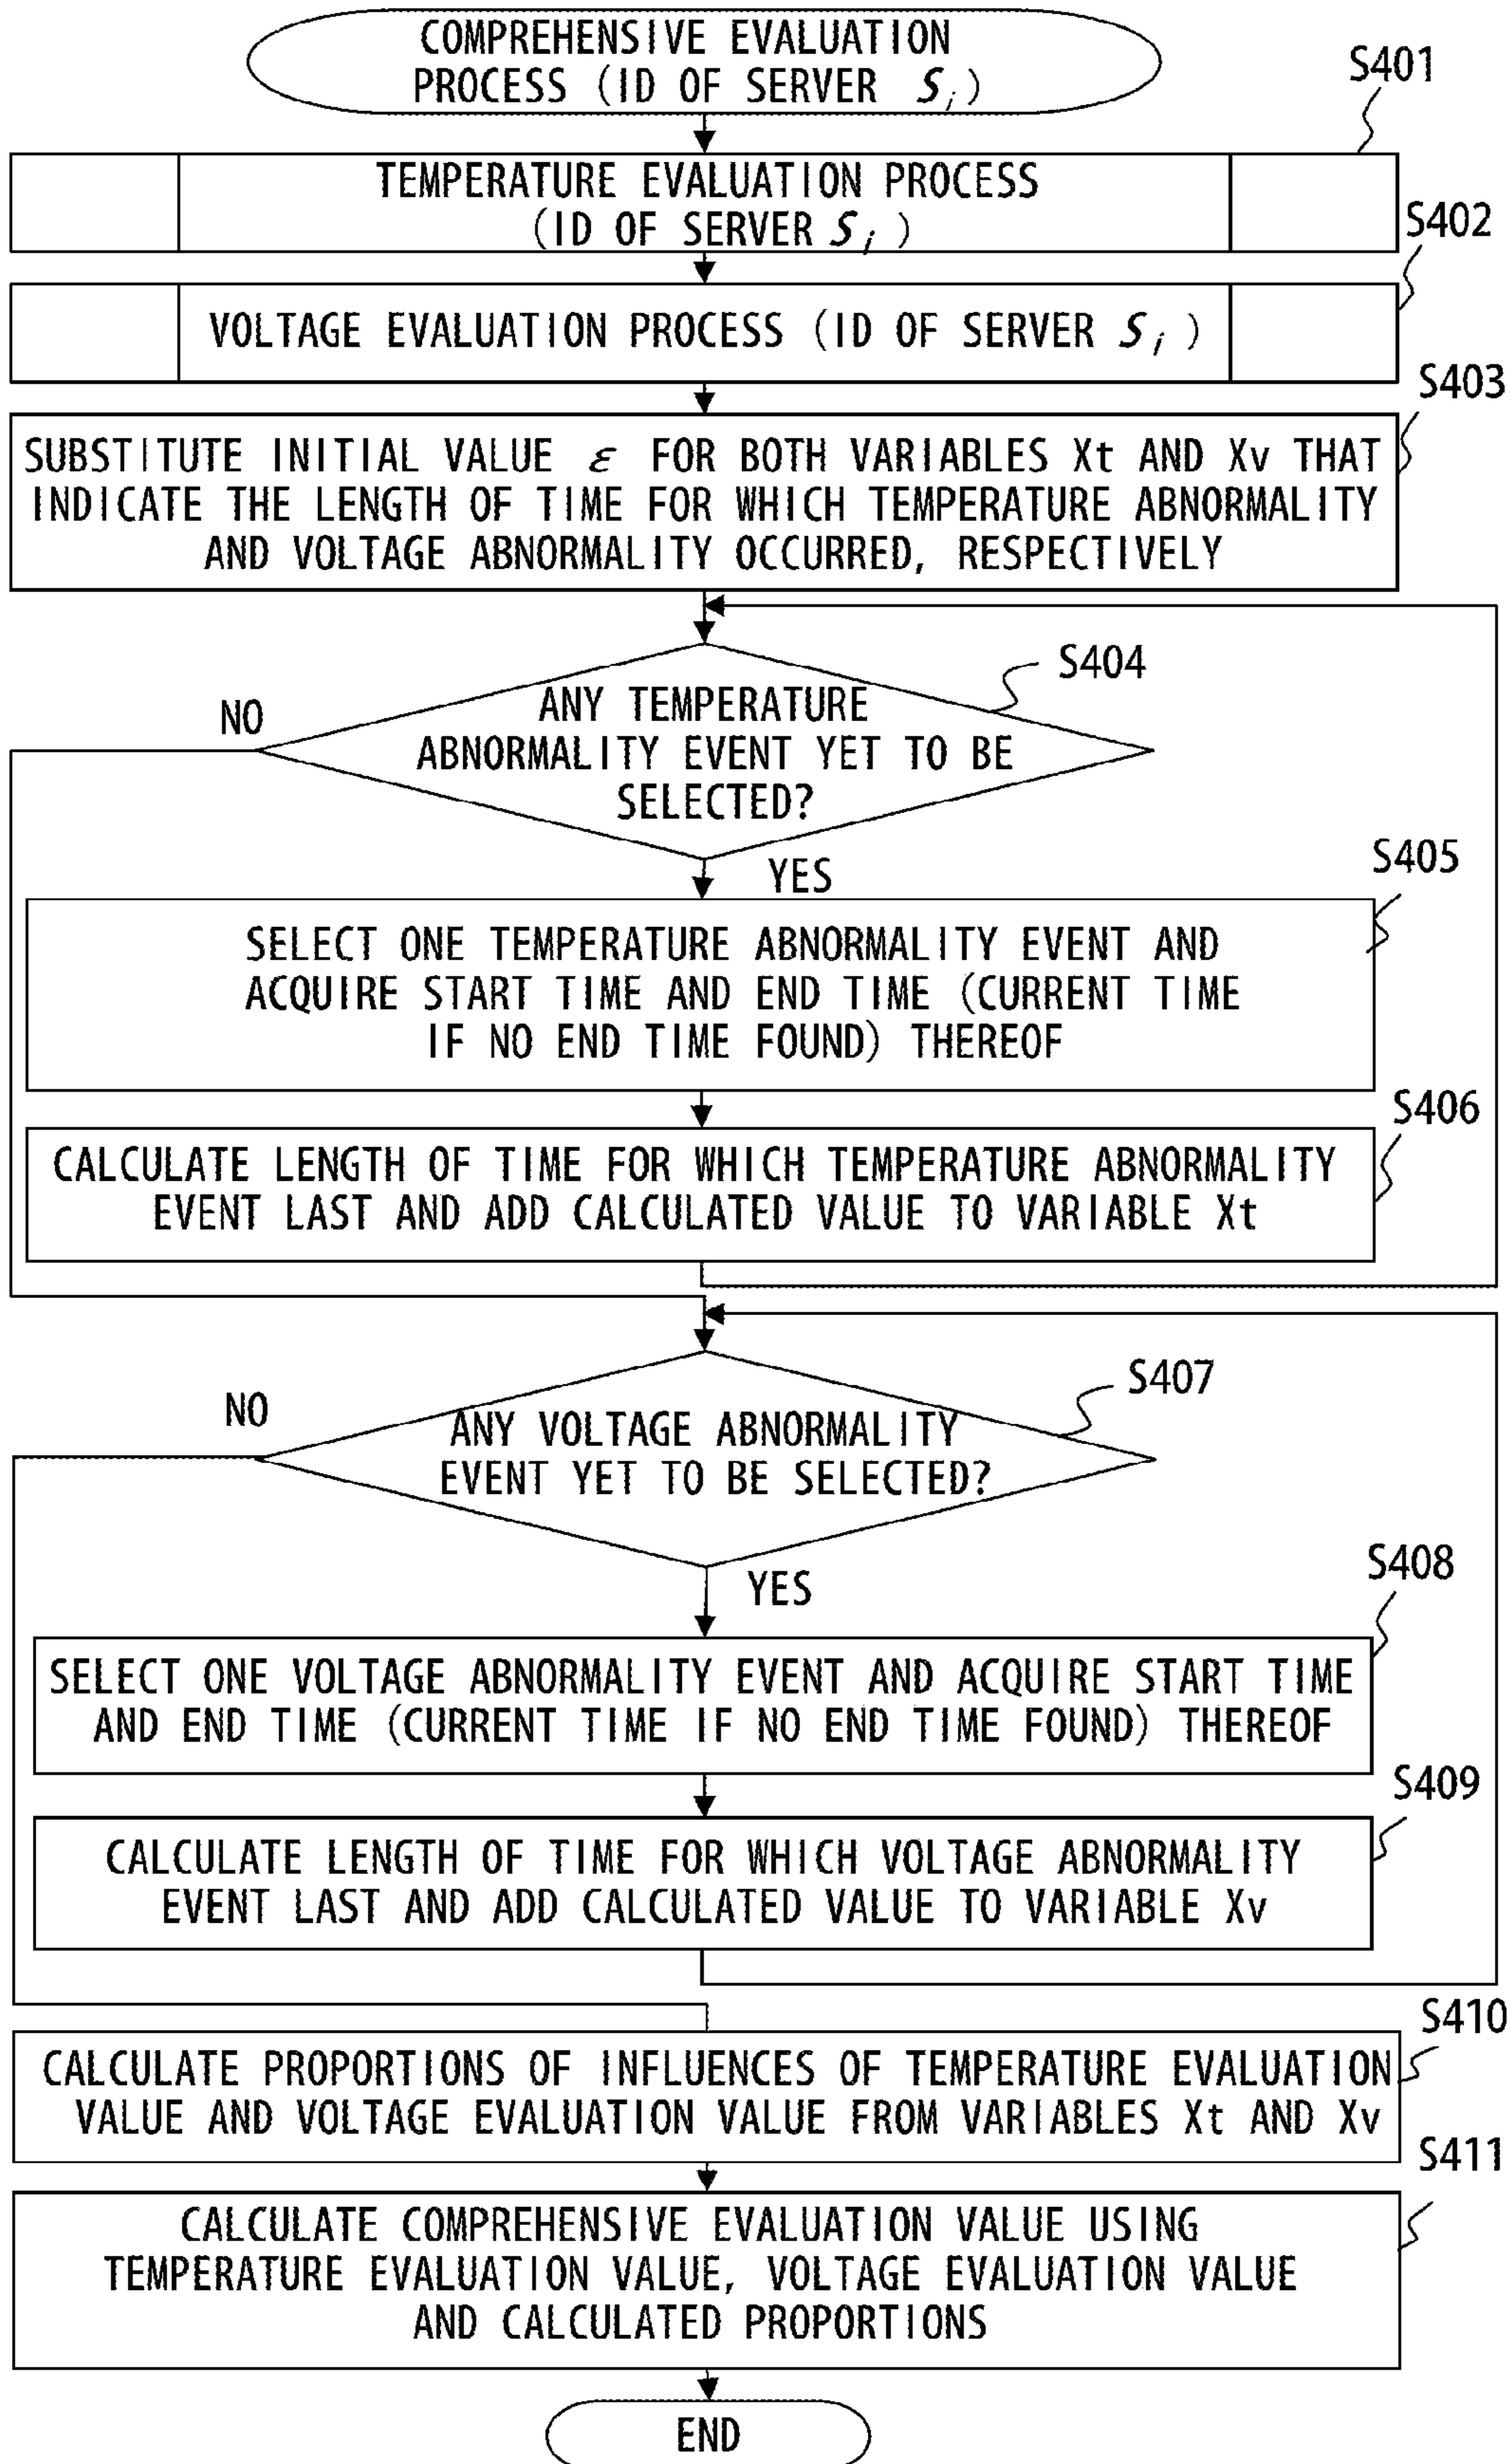 COMPREHENSIVE EVALUATION
PROCESS (ID OF SERVER Si)
S401
TEMPERATURE EVALUATION PROCESS
(ID OF SERVER Si)
S402
VOLTAGE EVALUATION PROCESS (ID OF SERVER Si)
S403
SUBSTITUTE INITIAL VALUE ε FOR BOTH VARIABLES Xt AND Xv THAT
INDICATE THE LENGTH OF TIME FOR WHICH TEMPERATURE ABNORMALITY
AND VOLTAGE ABNORMALITY OCCURRED, RESPECTIVELY
S404
NO
ANY TEMPERATURE
ABNORMALITY EVENT YET TO BE
SELECTED?
YES
S405
SELECT ONE TEMPERATURE ABNORMALITY EVENT AND
ACQUIRE START TIME AND END TIME (CURRENT TIME
IF NO END TIME FOUND) THEREOF
S406
CALCULATE LENGTH OF TIME FOR WHICH TEMPERATURE ABNORMALITY
EVENT LAST AND ADD CALCULATED VALUE TO VARIABLE Xt
S407
NO
ANY VOLTAGE ABNORMALITY
EVENT YET TO BE SELECTED?
YES
S408
SELECT ONE VOLTAGE ABNORMALITY EVENT AND ACQUIRE START TIME
AND END TIME (CURRENT TIME IF NO END TIME FOUND) THEREOF
S409
CALCULATE LENGTH OF TIME FOR WHICH VOLTAGE ABNORMALITY
EVENT LAST AND ADD CALCULATED VALUE TO VARIABLE Xv
S410
CALCULATE PROPORTIONS OF INFLUENCES OF TEMPERATURE EVALUATION
VALUE AND VOLTAGE EVALUATION VALUE FROM VARIABLES Xt AND Xv
S411
CALCULATE COMPREHENSIVE EVALUATION VALUE USING
TEMPERATURE EVALUATION VALUE, VOLTAGE EVALUATION VALUE
AND CALCULATED PROPORTIONS
END